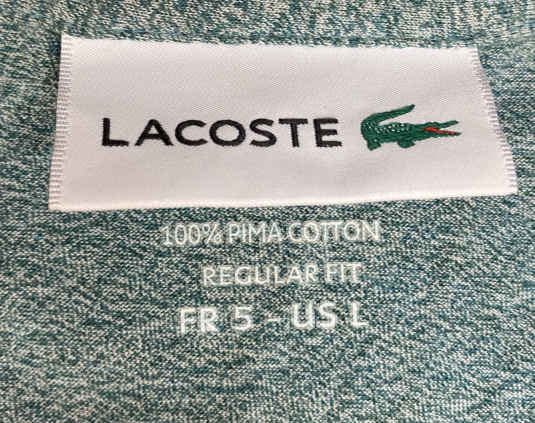 LACOSTE
100% PIMA COTTON
REGULAR FIT
FR 5 - US L